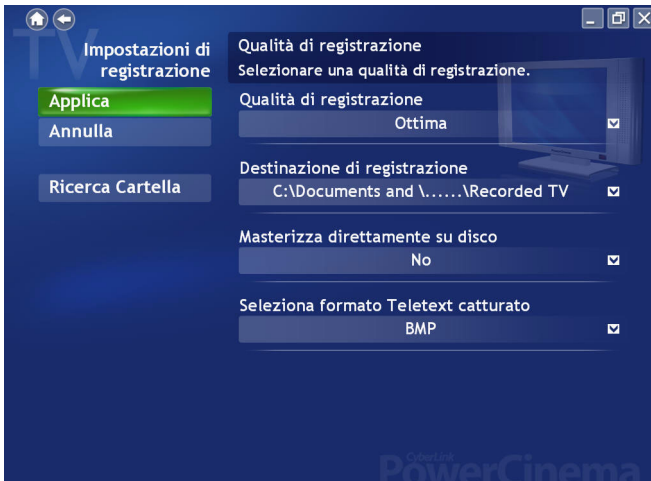 TV
Impostazioni di
registrazione
Applica
Annulla
Ricerca Cartella
Qualità di registrazione
Selezionare una qualità di registrazione.
Qualità di registrazione
Ottima
Destinazione di registrazione
C:\Documents and \......\Recorded TV
Masterizza direttamente su disco
No
Seleziona formato Teletext catturato
BMP
CyberLink
PowerCinema